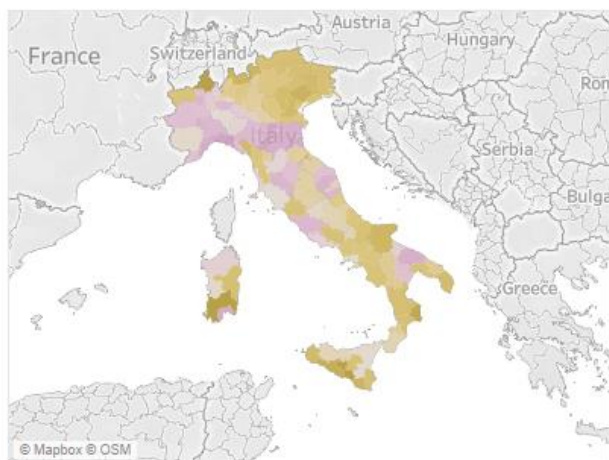 Austria
France
Switzerland
Hungary
Ron
Italy
Serbia
Bulga
Greece
© Mapbox © OSM